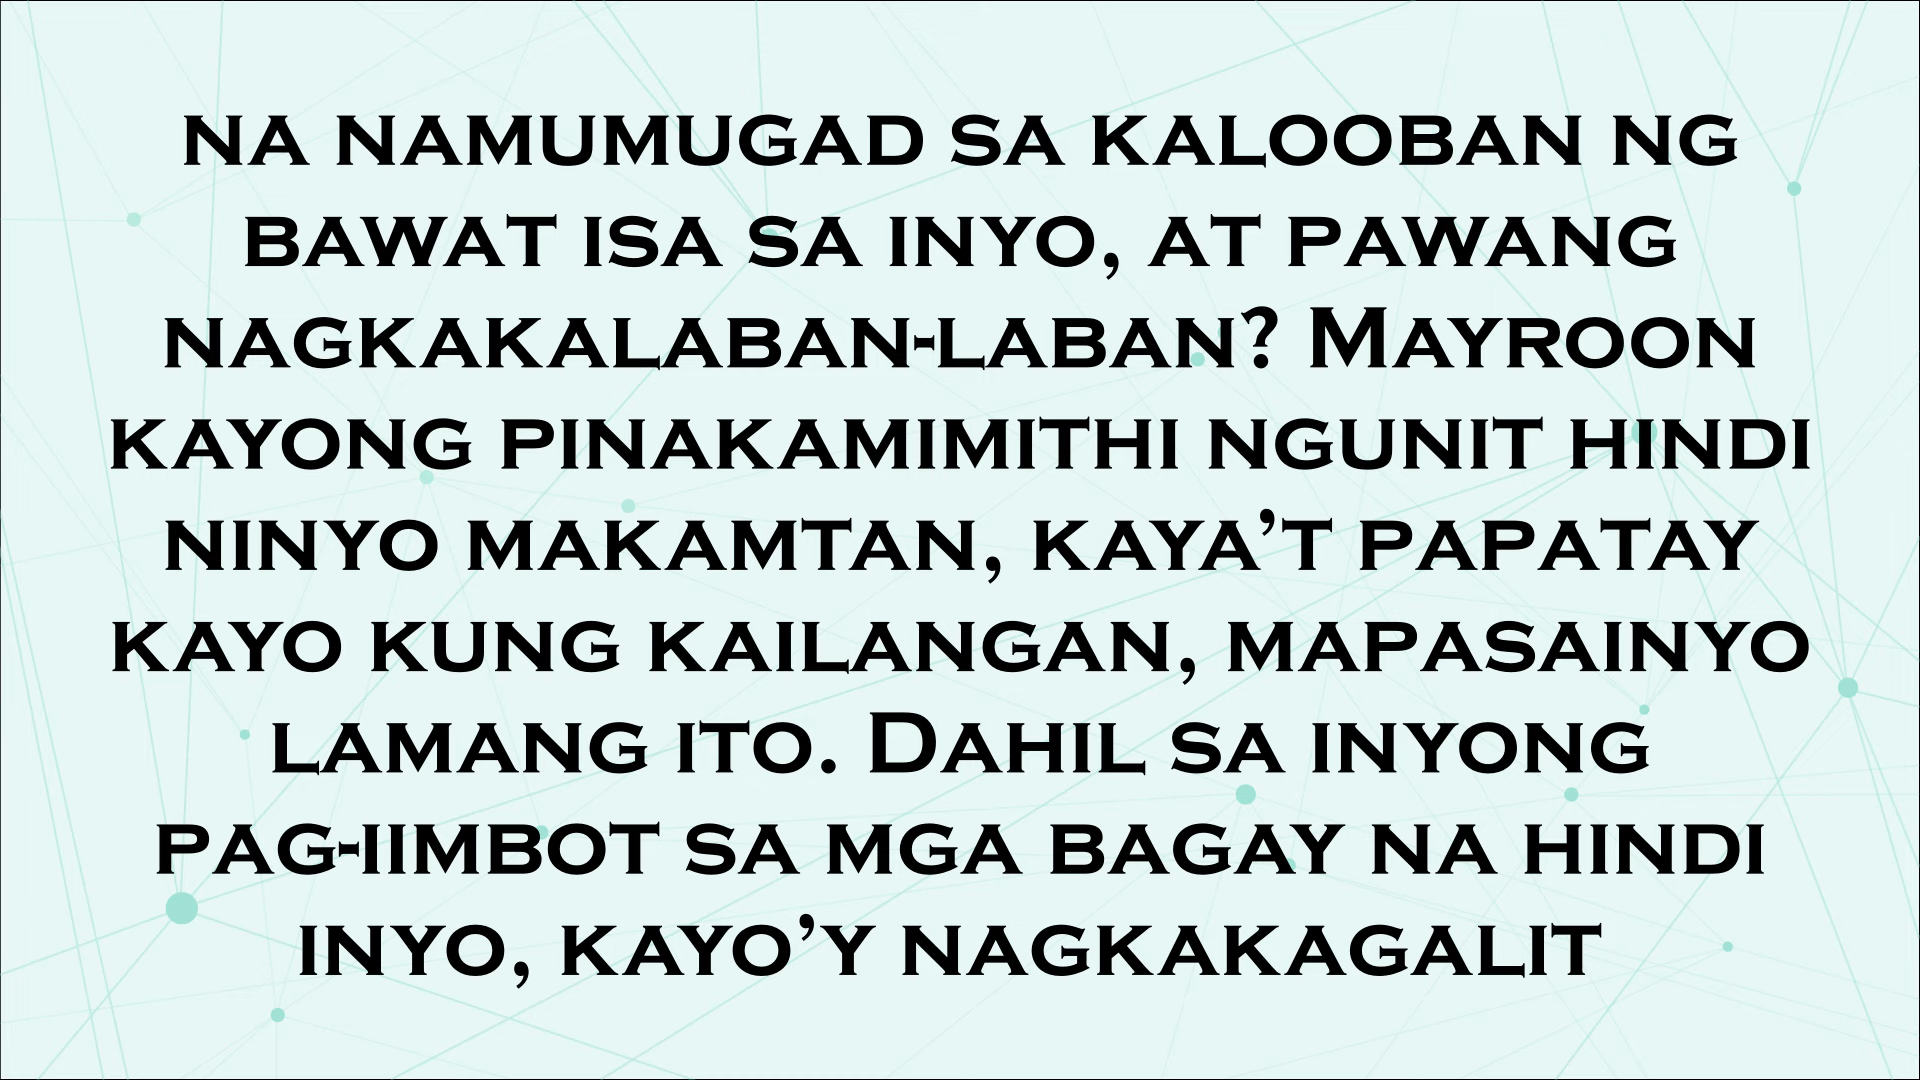 NA NAMUMUGAD SA KALOOBAN NG
BAWAT ISA SA INYO, AT PAWANG
NAGKAKALABAN-LABAN? MAYROON
KAYONG PINAKAMIMITHI NGUNIT HINDI
NINYO MAKAMTAN, KAYA’T PAPATAY
KAYO KUNG KAILANGAN, MAPASAINYO
LAMANG ITO. DAHIL SA INYONG
PAG-IIMBOT SA MGA BAGAY NA HINDI
INYO, KAYO’Y NAGKAKAGALIT